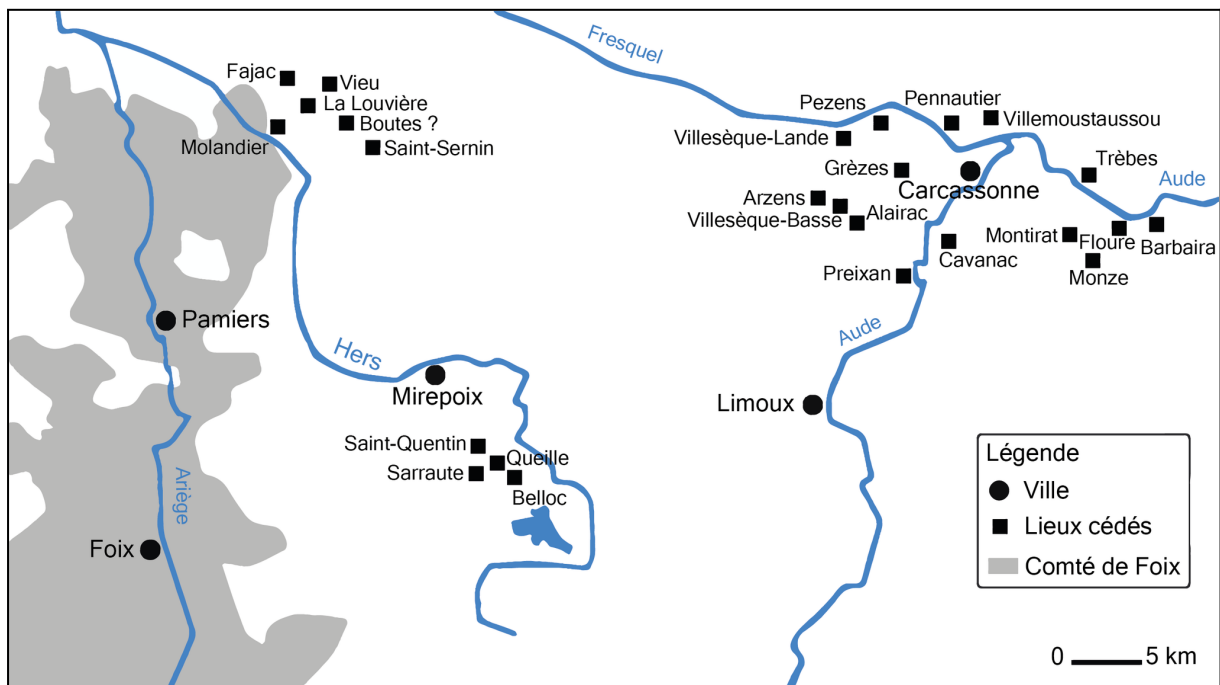 Fresquel
Fajac
Vieu
La Louvière
Boutes ?
Molandier
Saint-Sernin
Pezens
Pennautier
Villemoustaussou
Villesèque-Lande
Grèzes
Carcassonne
Trèbes
Aude
Arzens
Villesèque-Basse
Alairac
Montirat
Floure
Barbaira
Cavanac
Monze
Preixan
Pamiers
Hers
Aude
Mirepoix
Limoux
Saint-Quentin
Queille
Sarraute
Belloc
Ariège
Foix
Légende
Ville
Lieux cédés
Comté de Foix
0 5 km